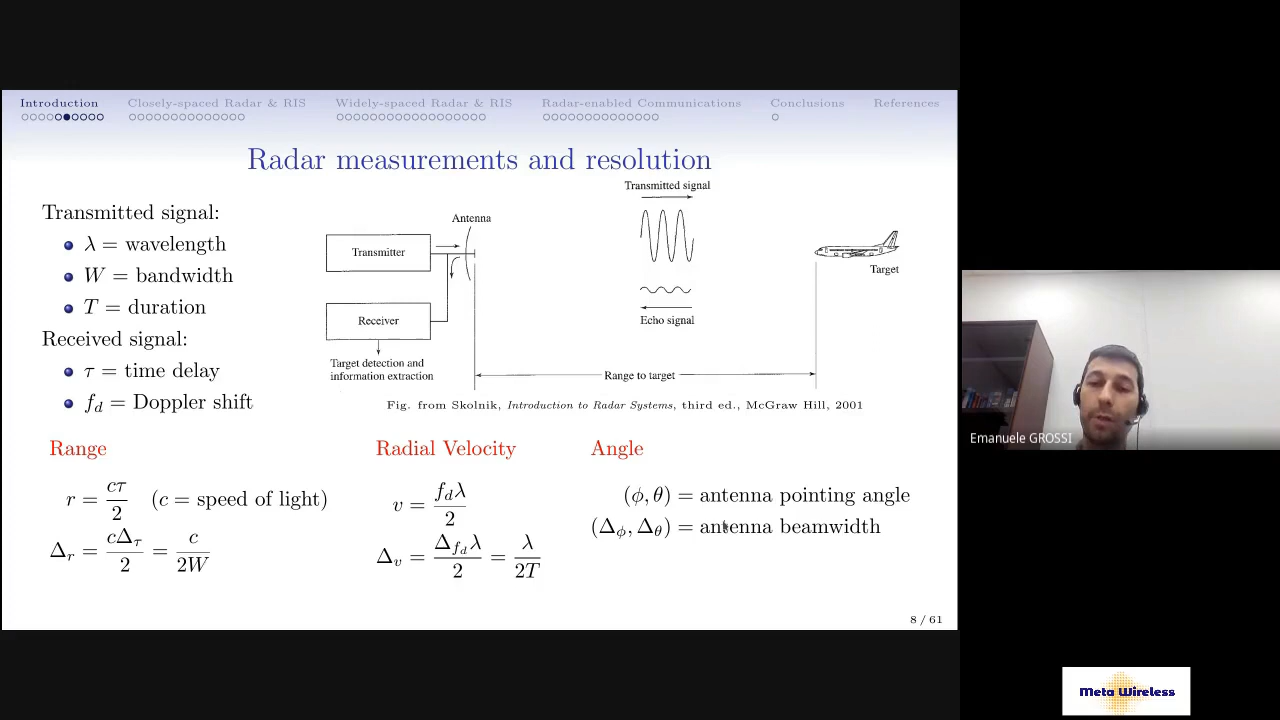 Introduction Closely-spaced Radar & RIS Widely-spaced Radar & RIS Radar-enabled Communications Conclusions References
Radar measurements and resolution
Transmitted signal:
λ = wavelength
W = bandwidth
T = duration
Received signal:
τ = time delay
f_d = Doppler shift
Transmitted signal
Antenna
Transmitter
Target
Receiver
Echo signal
Target detection and
information extraction
Range to target
Fig. from Skolnik, Introduction to Radar Systems, third ed., McGraw Hill, 2001
Range
r = cτ/2 (c = speed of light)
Δ_r = cΔ_τ/2 = c/2W
Radial Velocity
v = f_dλ/2
Δ_v = Δ_{f_d}λ/2 = λ/2T
Angle
(ϕ, θ) = antenna pointing angle
(Δ_ϕ, Δ_θ) = antenna beamwidth
8 / 61
Emanuele GROSSI
Meta Wireless